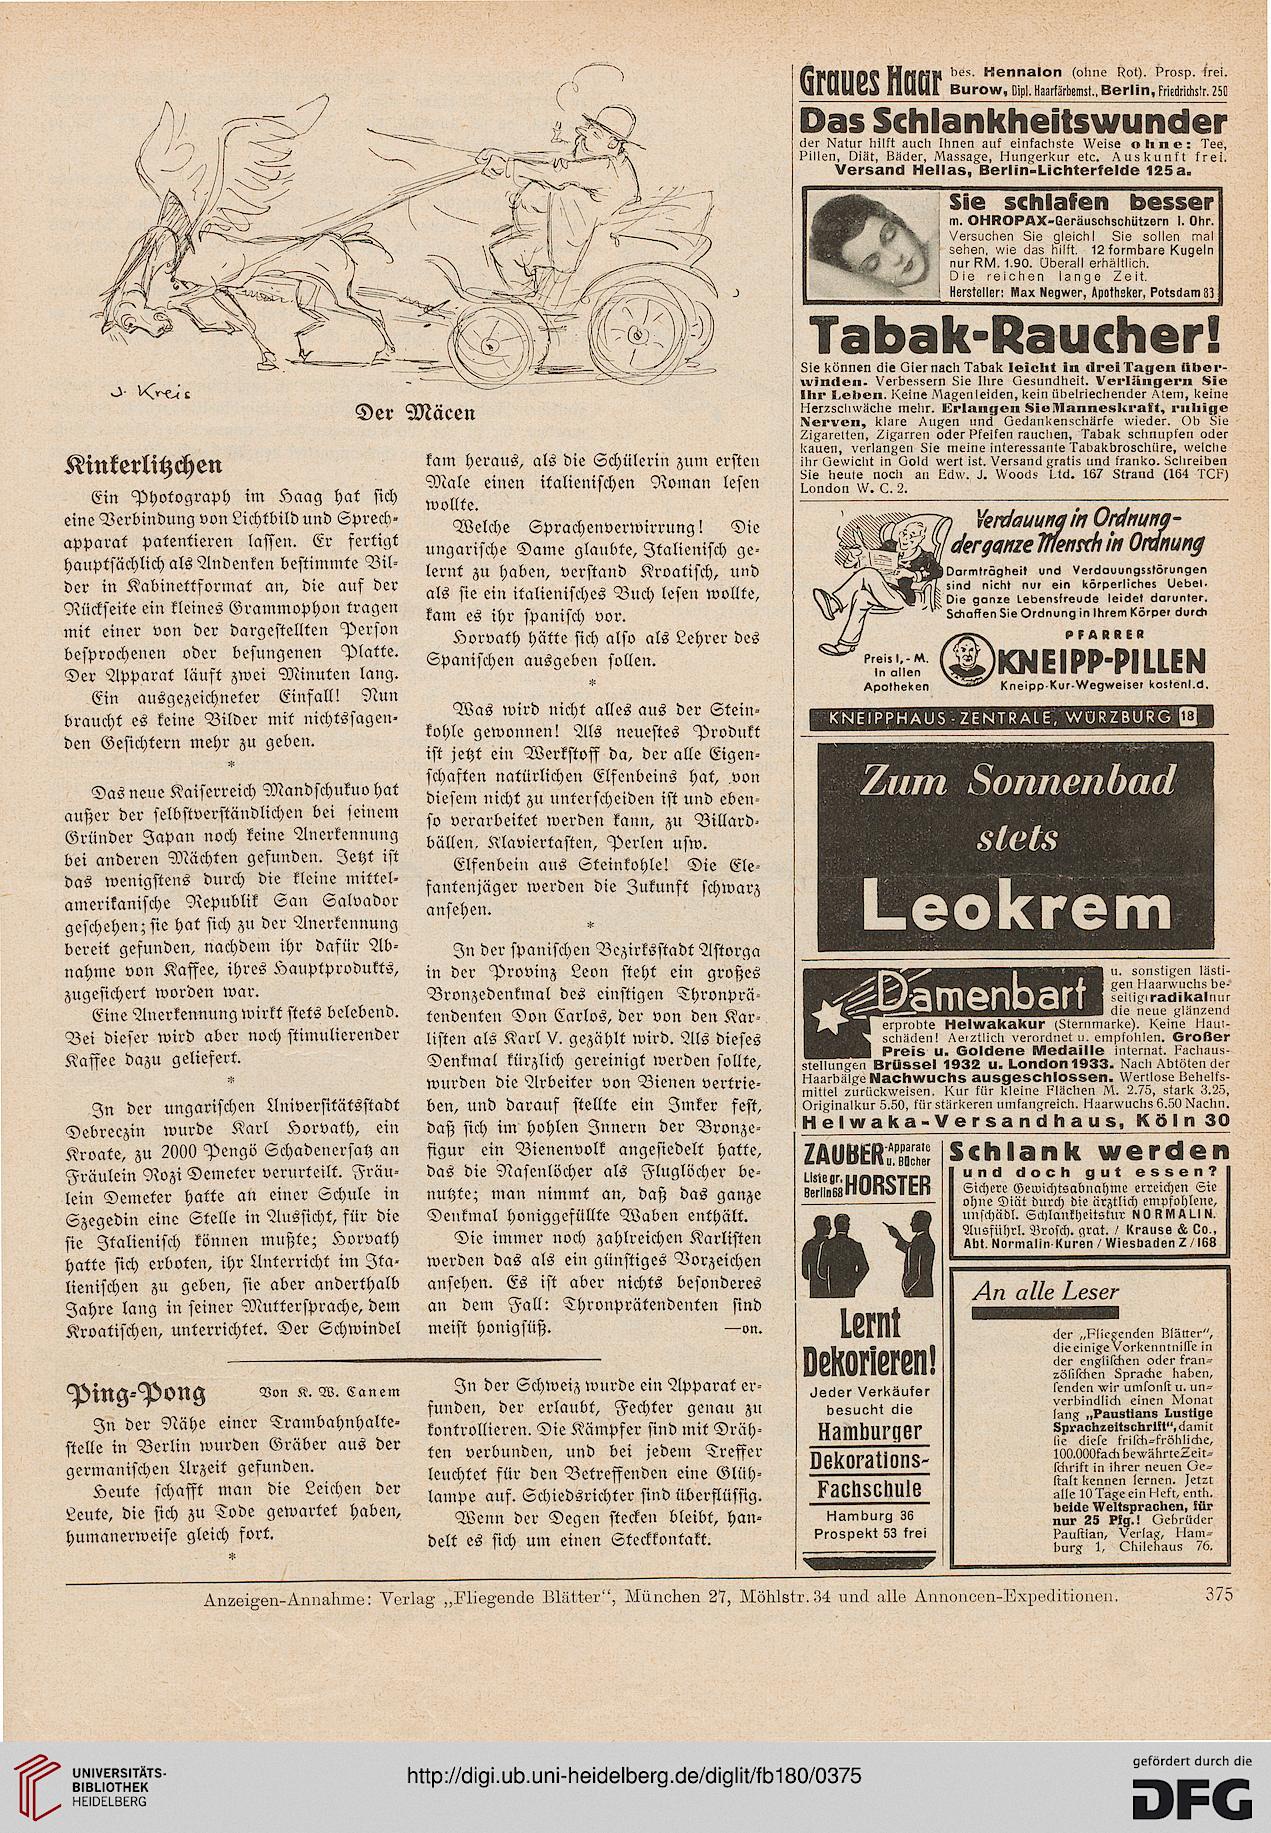 J. Kreis
Der Mäcen
Kinkerlitzchen
Ein Photograph im Haag hat sich
eine Verbindung von Lichtbild und Sprech-
apparat patentieren lassen. Er fertigt
hauptsächlich als Andenken bestimmte Bil-
der in Kabinettformat an, die auf der
Rückseite ein kleines Grammophon tragen
mit einer von der dargestellten Person
besprochenen oder besungenen Platte.
Der Apparat läuft zwei Minuten lang.
Ein ausgezeichneter Einfall! Nun
braucht es keine Bilder mit nichtssagen-
den Gesichtern mehr zu geben.
*
Das neue Kaiserreich Mandschukuo hat
außer der selbstverständlichen bei seinem
Gründer Japan noch keine Anerkennung
bei anderen Mächten gefunden. Jetzt ist
das wenigstens durch die kleine mittel-
amerikanische Republik San Salvador
geschehen; sie hat sich zu der Anerkennung
bereit gefunden, nachdem ihr dafür Ab-
nahme von Kaffee, ihres Hauptprodukts,
zugesichert worden war.
Eine Anerkennung wirkt stets belebend.
Bei dieser wird aber noch stimulierender
Kaffee dazu geliefert.
*
In der ungarischen Universitätsstadt
Debreczin wurde Karl Horvath, ein
Kroate, zu 2000 Pengö Schadenersatz an
Fräulein Rozi Demeter verurteilt. Fräu-
lein Demeter hatte an einer Schule in
Szegedin eine Stelle in Aussicht, für die
sie Italienisch können mußte; Horvath
hatte sich erboten, ihr Unterricht im Ita-
lienischen zu geben, sie aber anderthalb
Jahre lang in seiner Muttersprache, dem
Kroatischen, unterrichtet. Der Schwindel
kam heraus, als die Schülerin zum ersten
Male einen italienischen Roman lesen
wollte.
Welche Sprachenverwirrung! Die
ungarische Dame glaubte, Italienisch ge-
lernt zu haben, verstand Kroatisch, und
als sie ein italienisches Buch lesen wollte,
kam es ihr spanisch vor.
Horvath hätte sich also als Lehrer des
Spanischen ausgeben sollen.
*
Was wird nicht alles aus der Stein-
kohle gewonnen! Als neuestes Produkt
ist jetzt ein Werkstoff da, der alle Eigen-
schaften natürlichen Elfenbeins hat, von
diesem nicht zu unterscheiden ist und eben-
so verarbeitet werden kann, zu Billard-
bällen, Klaviertasten, Perlen usw.
Elfenbein aus Steinkohle! Die Ele-
fantenjäger werden die Zukunft schwarz
ansehen.
*
In der spanischen Bezirksstadt Astorga
in der Provinz Leon steht ein großes
Bronzedenkmal des einstigen Thronprä-
tendenten Don Carlos, der von den Kar-
listen als Karl V. gezählt wird. Als dieses
Denkmal kürzlich gereinigt werden sollte,
wurden die Arbeiter von Bienen vertrie-
ben, und darauf stellte ein Imker fest,
daß sich im hohlen Innern der Bronze-
figur ein Bienenvolk angesiedelt hatte,
das die Nasenlöcher als Fluglöcher be-
nutzte; man nimmt an, daß das ganze
Denkmal honiggefüllte Waben enthält.
Die immer noch zahlreichen Karlisten
werden das als ein günstiges Vorzeichen
ansehen. Es ist aber nichts besonderes
an dem Fall: Thronprätendenten sind
meist honigsüß. —on.
Ping-Pong Von K. W. Canem
In der Nähe einer Trambahnhalte-
stelle in Berlin wurden Gräber aus der
germanischen Urzeit gefunden.
Heute schafft man die Leichen der
Leute, die sich zu Tode gewartet haben,
humanerweise gleich fort.
*
In der Schweiz wurde ein Apparat er-
funden, der erlaubt, Fechter genau zu
kontrollieren. Die Kämpfer sind mit Dräh-
ten verbunden, und bei jedem Treffer
leuchtet für den Betreffenden eine Glüh-
lampe auf. Schiedsrichter sind überflüssig.
Wenn der Degen stecken bleibt, han-
delt es sich um einen Steckkontakt.
Graues Haar bes. Hennalon (ohne Rot). Prosp. frei.
Burow, Dipl. Haarfärbemst., Berlin, Friedrichstr. 250
Das Schlankheitswunder
der Natur hilft auch Ihnen auf einfachste Weise ohne: Tee,
Pillen, Diät, Bäder, Massage, Hungerkur etc. Auskunft frei.
Versand Hellas, Berlin-Lichterfelde 125a.
Sie schlafen besser
m. OHROPAX-Geräuschschützern I. Ohr.
Versuchen Sie gleich! Sie sollen mal
sehen, wie das hilft. 12 formbare Kugeln
nur RM. 1.90. Überall erhältlich.
Die reichen lange Zeit.
Hersteller: Max Negwer, Apotheker, Potsdam 83
Tabak-Raucher!
Sie können die Gier nach Tabak leicht in drei Tagen über-
winden. Verbessern Sie Ihre Gesundheit. Verlängern Sie
Ihr Leben. Keine Magenleiden, kein übelriechender Atem, keine
Herzschwäche mehr. Erlangen Sie Manneskraft, ruhige
Nerven, klare Augen und Gedankenschärfe wieder. Ob Sie
Zigaretten, Zigarren oder Pfeifen rauchen, Tabak schnupfen oder
kauen, verlangen Sie meine interessante Tabakbroschüre, welche
ihr Gewicht in Gold wert ist. Versand gratis und franko. Schreiben
Sie heute noch an Edw. J. Woods Ltd. 167 Strand (164 TCF)
London W. C. 2.
Verdauung in Ordnung-
der ganze Mensch in Ordnung
Darmträgheit und Verdauungsstörungen
sind nicht nur ein körperliches Uebel.
Die ganze Lebensfreude leidet darunter.
Schaffen Sie Ordnung in Ihrem Körper durch
PFARRER
KNEIPP-PILLEN
Preis 1,- M.
In allen
Apotheken
Kneipp-Kur-Wegweiser kostenl.d.
KNEIPPHAUS-ZENTRALE, WÜRZBURG 18
Zum Sonnenbad
stets
Leokrem
Damenbart u. sonstigen lästi-
gen Haarwuchs be-
seitigt radikal nur
die neue glänzend
erprobte Helwakakur (Sternmarke). Keine Haut-
schäden! Aerztlich verordnet u. empfohlen. Großer
Preis u. Goldene Medaille internat. Fachaus-
stellungen Brüssel 1932 u. London 1933. Nach Abtöten der
Haarbälge Nachwuchs ausgeschlossen. Wertlose Behelfs-
mittel zurückweisen. Kur für kleine Flächen M. 2.75, stark 3.25,
Originalkur 5.50, für stärkeren umfangreich. Haarwuchs 6.50 Nachn.
Helwaka-Versandhaus, Köln 30
ZAUBER-Apparate
u. Bücher
Liste gr.
Berlin 68 HORSTER
Lernt
Dekorieren!
Jeder Verkäufer
besucht die
Hamburger
Dekorations-
Fachschule
Hamburg 36
Prospekt 53 frei
Schlank werden
und doch gut essen?
Sichere Gewichtsabnahme erreichen Sie
ohne Diät durch die ärztlich empfohlene,
unschädl. Schlankheitskur NORMALIN.
Ausführl. Brosch. grat. / Krause & Co.,
Abt. Normalin-Kuren / Wiesbaden Z/168
An alle Leser
der „Fliegenden Blätter“,
die einige Vorkenntnisse in
der englischen oder fran-
zösischen Sprache haben,
senden wir umsonst u. un-
verbindlich einen Monat
lang „Paustians Lustige
Sprachzeitschrift“, damit
sie diese frisch-fröhliche,
100.000fach bewährte Zeit-
schrift in ihrer neuen Ge-
stalt kennen lernen. Jetzt
alle 10 Tage ein Heft, enth.
beide Weltsprachen, für
nur 25 Pfg.! Gebrüder
Paustian, Verlag, Ham-
burg 1, Chilehaus 76.
Anzeigen-Annahme: Verlag „Fliegende Blätter“, München 27, Möhlstr. 34 und alle Annoncen-Expeditionen. 375
UNIVERSITÄTS-
BIBLIOTHEK
HEIDELBERG
http://digi.ub.uni-heidelberg.de/diglit/fb180/0375
gefördert durch die
DFG